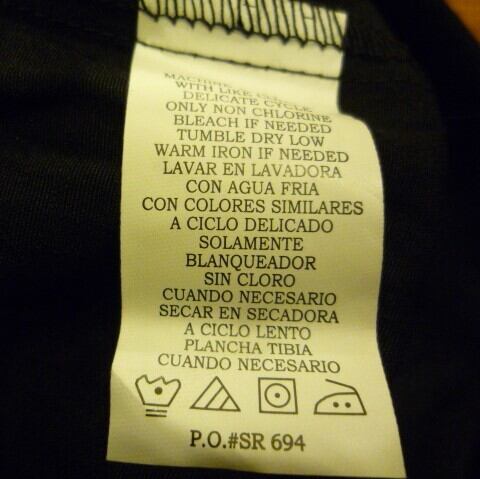 MACHINE
WITH LIKE
DELICATE CYCLE
ONLY NON CHLORINE
BLEACH IF NEEDED
TUMBLE DRY LOW
WARM IRON IF NEEDED
LAVAR EN LAVADORA
CON AGUA FRIA
CON COLORES SIMILARES
A CICLO DELICADO
SOLAMENTE
BLANQUEADOR
SIN CLORO
CUANDO NECESARIO
SECAR EN SECADORA
A CICLO LENTO
PLANCHA TIBIA
CUANDO NECESARIO
P.O.#SR 694